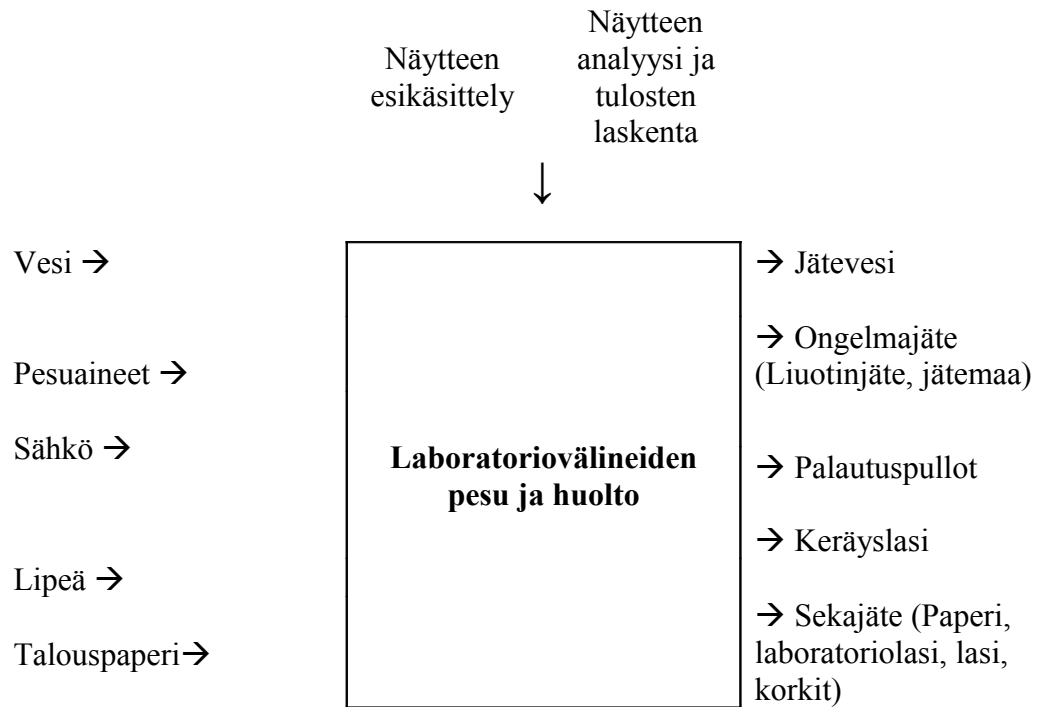 Näytteen
esikäsittely
Näytteen
analyysi ja
tulosten
laskenta
↓
Vesi →
Pesuaineet →
Sähkö →
Lipeä →
Talouspaperi→
Laboratoriovälineiden
pesu ja huolto
→ Jätevesi
→ Ongelmajäte
(Liuotinjäte, jätemaa)
→ Palautuspullot
→ Keräyslasi
→ Sekajäte (Paperi,
laboratoriolasi, lasi,
korkit)